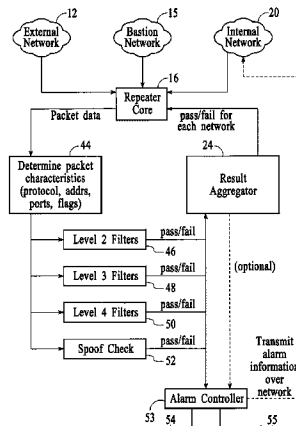 12
15
20
External
Network
Bastion
Network
Internal
Network
16
Repeater
Core
Packet data
pass/fail for
each network
44
24
Determine packet
characteristics
(protocol, addrs,
ports, flags)
Result
Aggregator
Level 2 Filters
pass/fail
46
Level 3 Filters
pass/fail
48
(optional)
Level 4 Filters
pass/fail
50
Spoof Check
pass/fail
52
Transmit
alarm
information
over
network
Alarm Controller
53
54
55